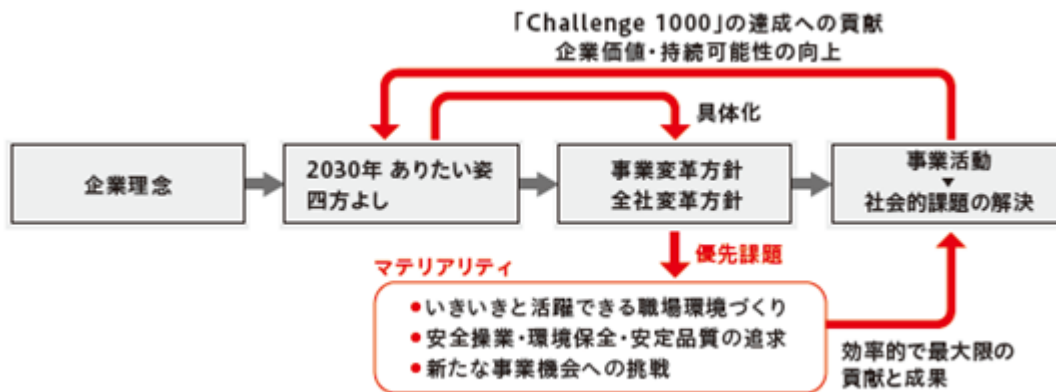 「Challenge 1000」の達成への貢献
企業価値・持続可能性の向上
具体化
企業理念
2030年 ありたい姿
四方よし
事業変革方針
全社変革方針
事業活動
▼
社会的課題の解決
優先課題
マテリアリティ
●いきいきと活躍できる職場環境づくり
●安全操業・環境保全・安定品質の追求
●新たな事業機会への挑戦
効率的で最大限の
貢献と成果